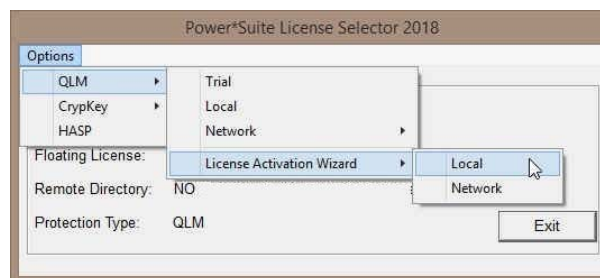 Power*Suite License Selector 2018
Options
QLM
CrypKey
HASP
Trial
Local
Network
License Activation Wizard
Local
Network
Floating License:
Remote Directory: NO
Protection Type: QLM
Exit